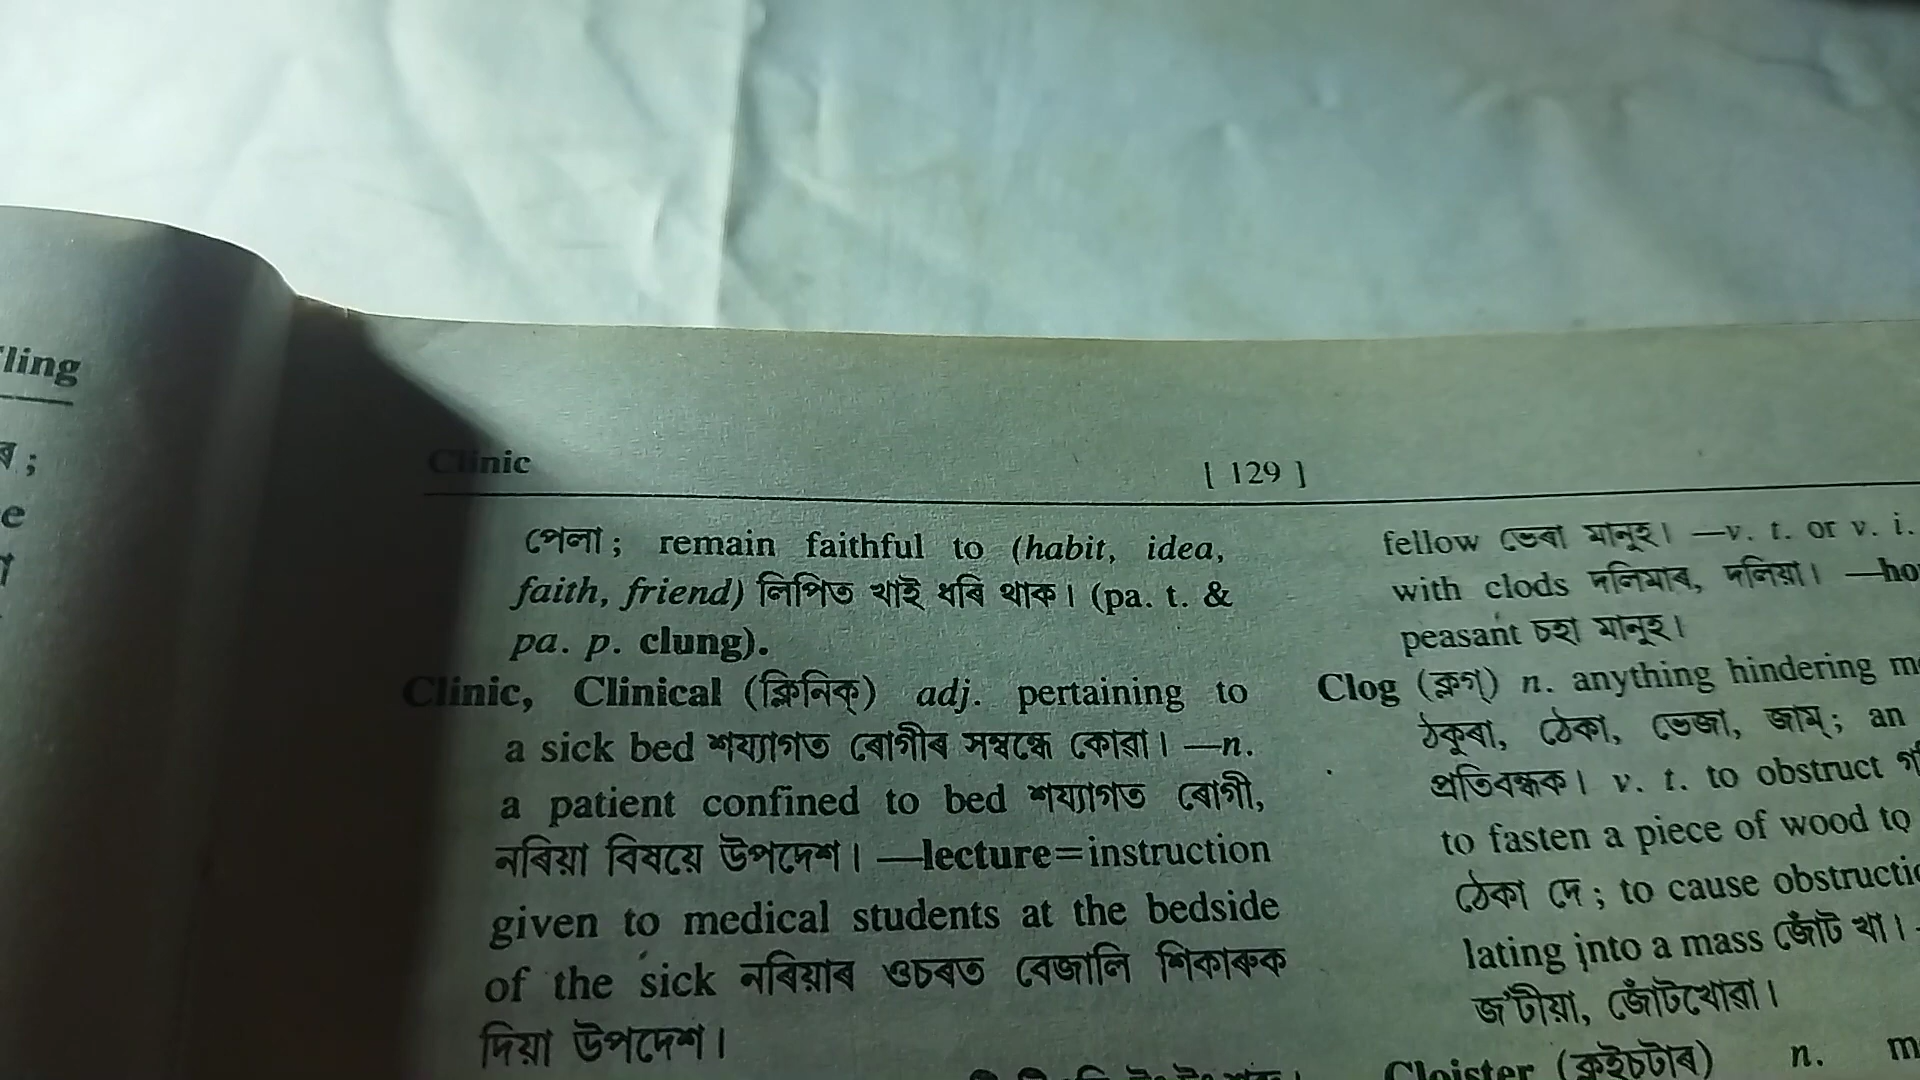 ling
ৰ ;
e
Clinic
[ 129 ]
পেলা ; remain faithful to (habit, idea,
faith, friend) লিপিত খাই ধৰি থাক। (pa. t. &
pa. p. clung).
Clinic, Clinical (ক্লিনিক্) adj. pertaining to
a sick bed শয্যাগত ৰোগীৰ সম্বন্ধে কোৱা। —n.
a patient confined to bed শয্যাগত ৰোগী,
নৰিয়া বিষয়ে উপদেশ। —lecture=instruction
given to medical students at the bedside
of the sick নৰিয়াৰ ওচৰত বেজালি শিকাৰুক
দিয়া উপদেশ।
fellow ভেৰা মানুহ। —v. t. or v. i.
with clods দলিমাৰ, দলিয়া। —ho
peasant চহা মানুহ।
Clog (ক্লগ্) n. anything hindering m
ঠেকুৰা, ঠেকা, ভেজা, জাম্; an
প্ৰতিবন্ধক। v. t. to obstruct
to fasten a piece of wood to
ঠেকা দে ; to cause obstructi
lating into a mass জোঁট খা। -
জঁটীয়া, জোঁটখোৱা।
Cloister (ক্লইচটাৰ) n. m